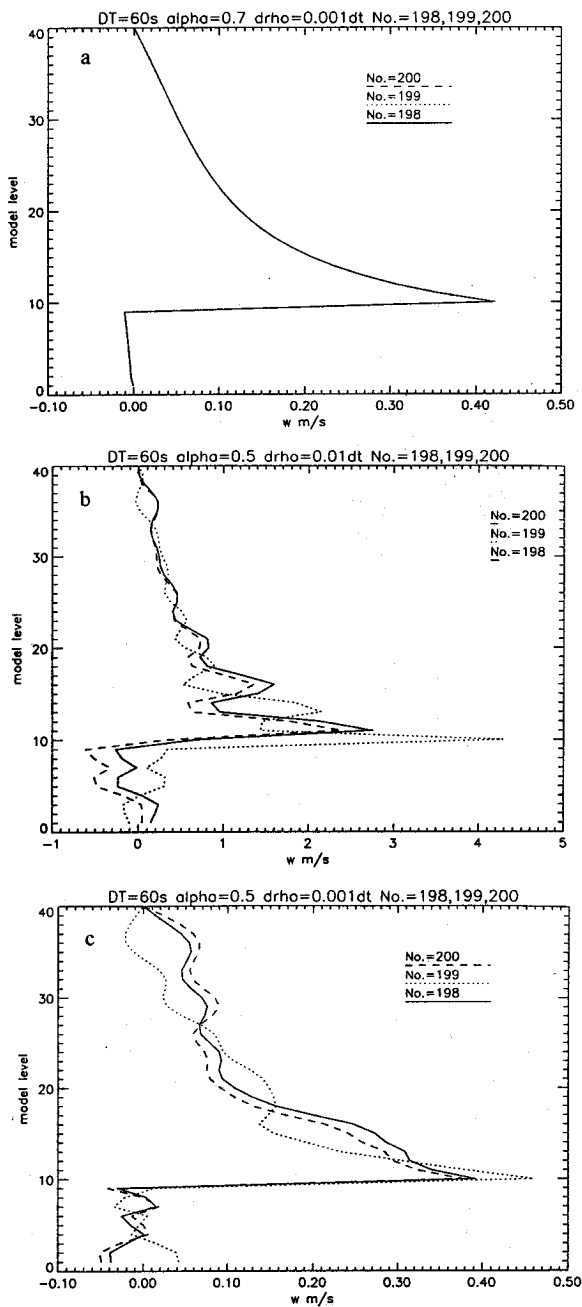 DT=60s alpha=0.7 drho=0.001dt No.=198,199,200
40
a
No.=200
No.=199
No.=198
30
model level
20
10
0
-0.10 0.00 0.10 0.20 0.30 0.40 0.50
w m/s
DT=60s alpha=0.5 drho=0.01dt No.=198,199,200
40
b
No.=200
No.=199
No.=198
30
model level
20
10
0
-1 0 1 2 3 4 5
w m/s
DT=60s alpha=0.5 drho=0.001dt No.=198,199,200
40
c
No.=200
No.=199
No.=198
30
model level
20
10
0
-0.10 0.00 0.10 0.20 0.30 0.40 0.50
w m/s